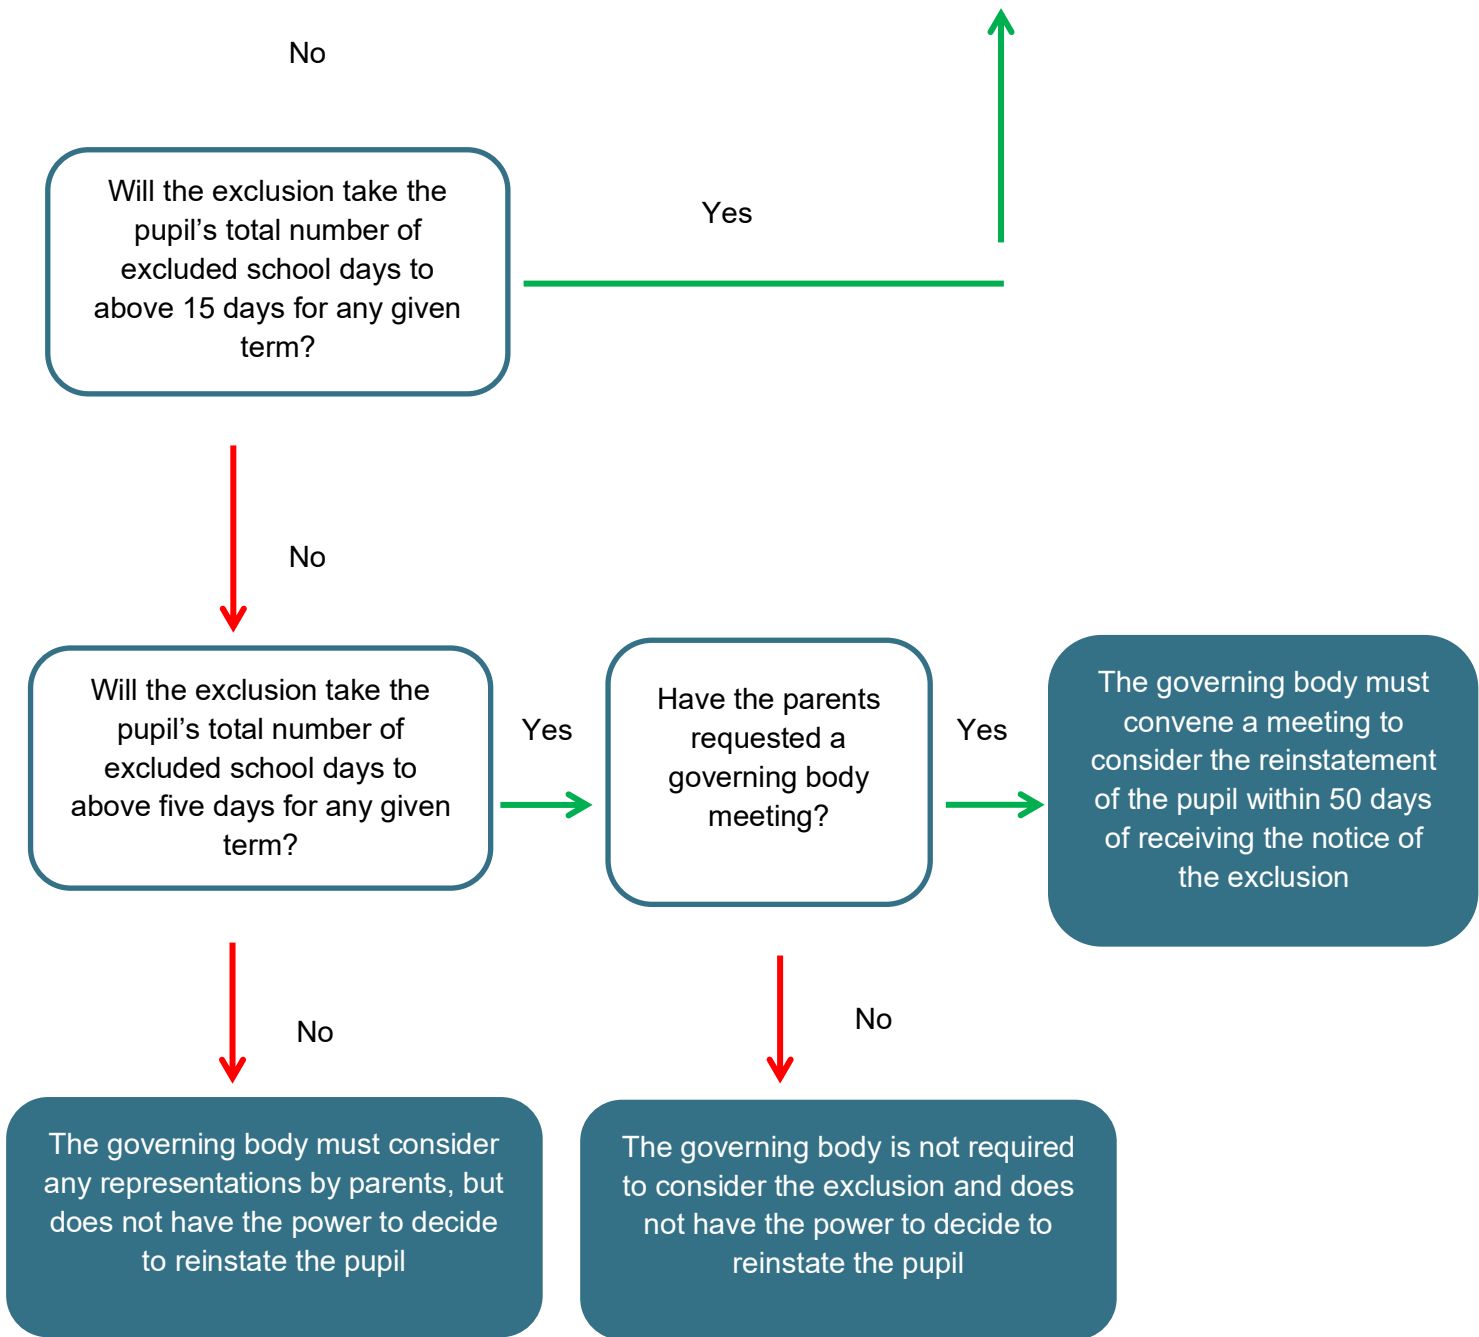 No
Will the exclusion take the
pupil’s total number of
excluded school days to
above 15 days for any given
term?
Yes
No
Will the exclusion take the
pupil’s total number of
excluded school days to
above five days for any given
term?
Yes
Have the parents
requested a
governing body
meeting?
Yes
The governing body must
convene a meeting to
consider the reinstatement
of the pupil within 50 days
of receiving the notice of
the exclusion
No
No
The governing body must consider
any representations by parents, but
does not have the power to decide
to reinstate the pupil
The governing body is not required
to consider the exclusion and does
not have the power to decide to
reinstate the pupil